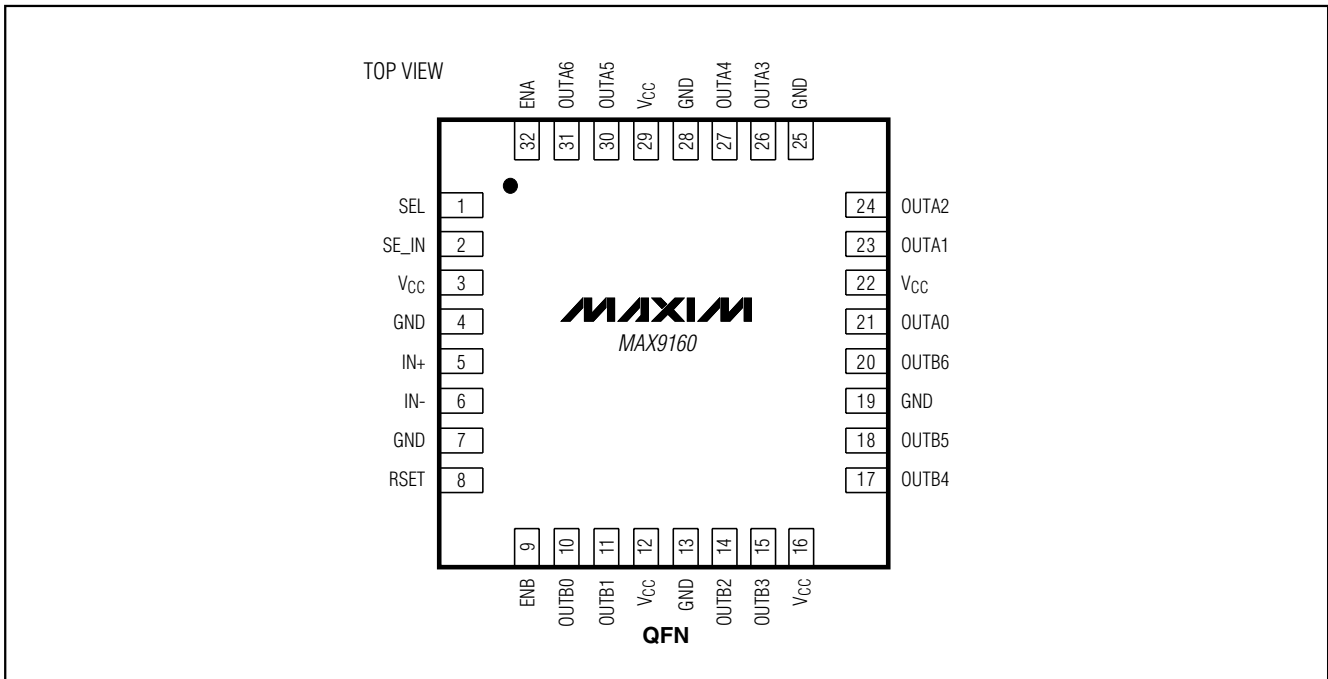 TOP VIEW
ENA OUTA6 OUTA5 VCC GND OUTA4 OUTA3 GND
32 31 30 29 28 27 26 25
SEL 1 24 OUTA2
SE_IN 2 23 OUTA1
VCC 3 22 VCC
GND 4 21 OUTA0
MAXIM
MAX9160
IN+ 5 20 OUTB6
IN- 6 19 GND
GND 7 18 OUTB5
RSET 8 17 OUTB4
9 10 11 12 13 14 15 16
ENB OUTB0 OUTB1 VCC GND OUTB2 OUTB3 VCC
QFN